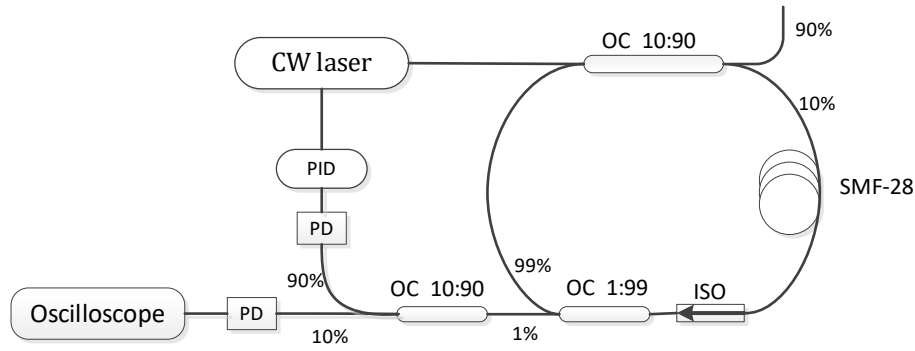 OC 10:90
90%
CW laser
10%
PID
SMF-28
PD
99%
90%
OC 10:90
OC 1:99
ISO
Oscilloscope
PD
10%
1%